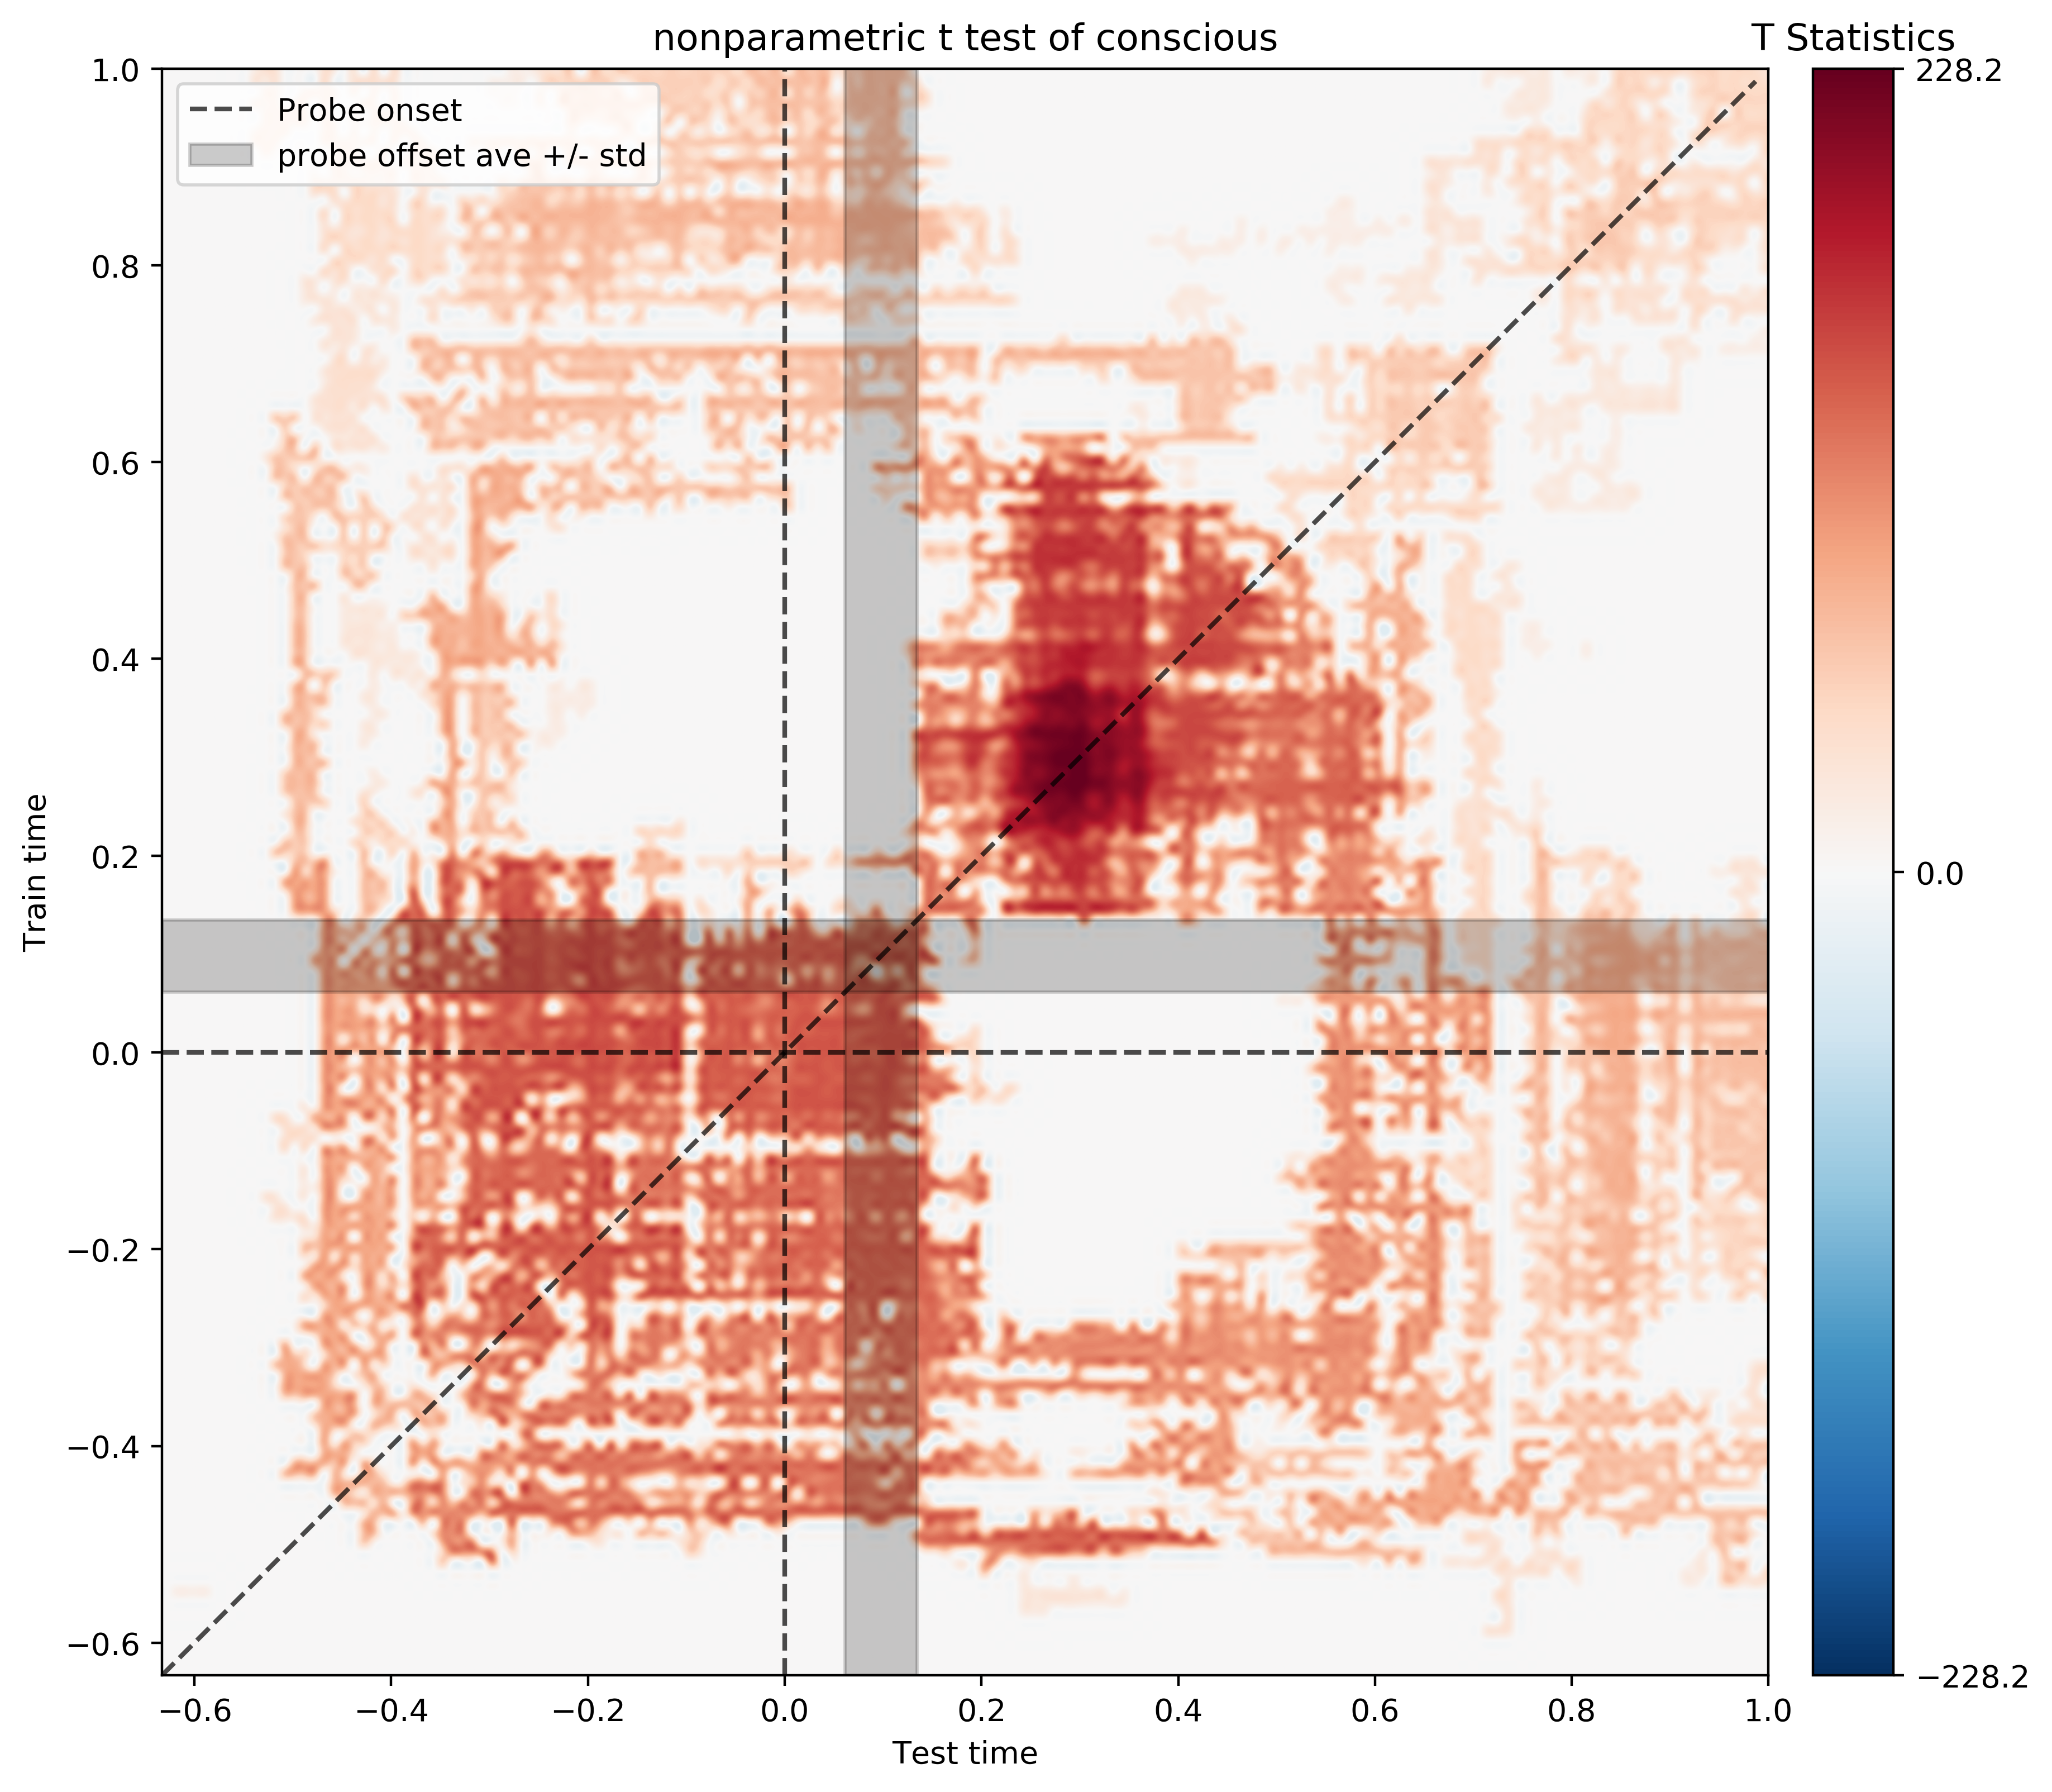 nonparametric t test of conscious
T Statistics
Probe onset
probe offset ave +/- std
1.0
0.8
0.6
0.4
0.2
0.0
−0.2
−0.4
−0.6
Train time
−0.6 −0.4 −0.2 0.0 0.2 0.4 0.6 0.8 1.0
Test time
228.2
0.0
−228.2